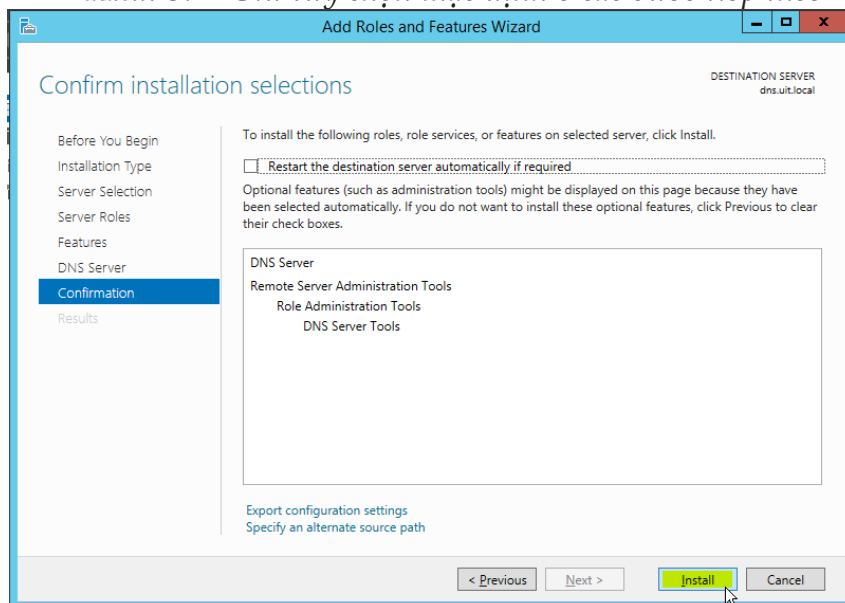 Add Roles and Features Wizard
Confirm installation selections
DESTINATION SERVER
dns.uit.local
Before You Begin
Installation Type
Server Selection
Server Roles
Features
DNS Server
Confirmation
Results
To install the following roles, role services, or features on selected server, click Install.
Restart the destination server automatically if required
Optional features (such as administration tools) might be displayed on this page because they have
been selected automatically. If you do not want to install these optional features, click Previous to clear
their check boxes.
DNS Server
Remote Server Administration Tools
Role Administration Tools
DNS Server Tools
Export configuration settings
Specify an alternate source path
< Previous
Next >
Install
Cancel